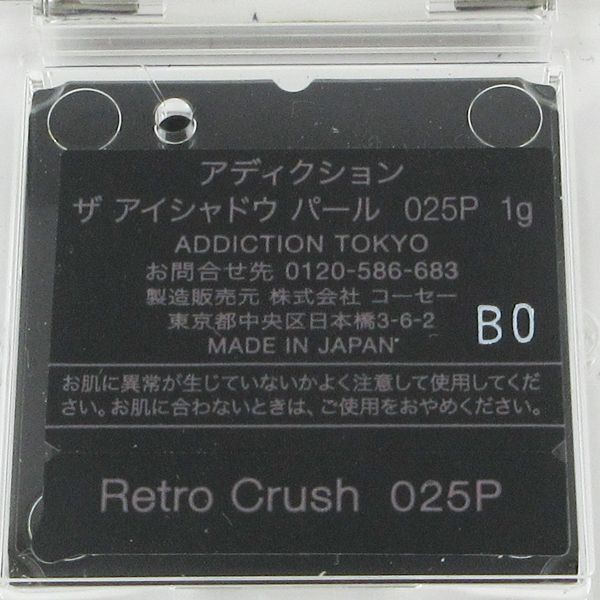 アディクション
ザ アイシャドウ パール 025P 1g
ADDICTION TOKYO
お問合せ先 0120-586-683
製造販売元 株式会社 コーセー
東京都中央区日本橋3-6-2
MADE IN JAPAN
B0
お肌に異常が生じていないかよく注意して使用してくだ
さい。お肌に合わないときは、ご使用をおやめください。
Retro Crush 025P